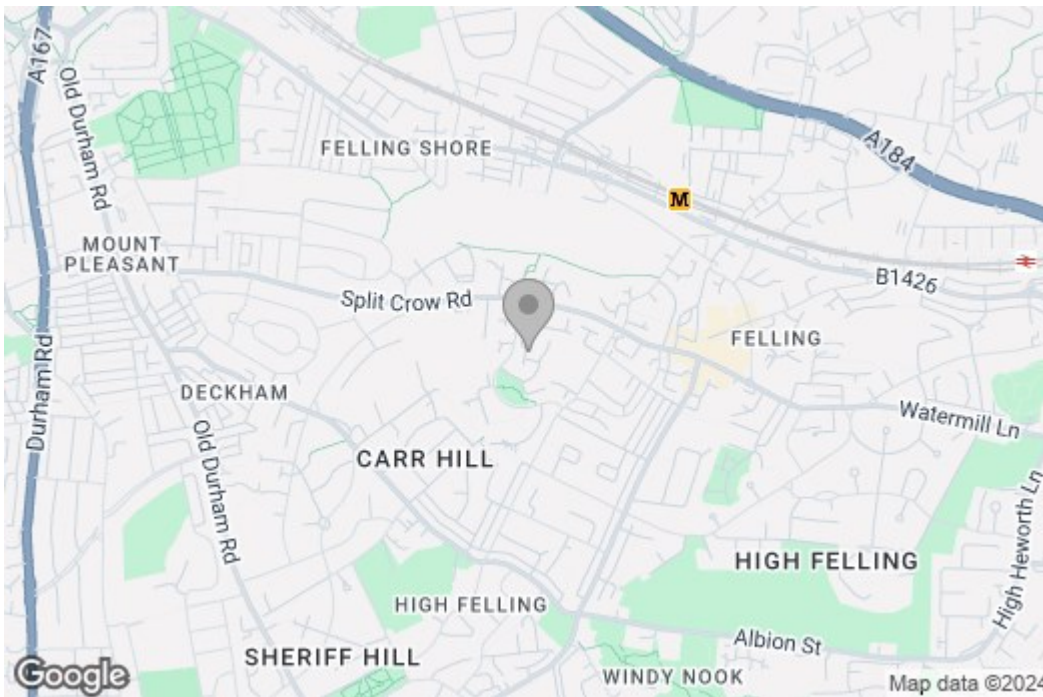 A167
Old Durham Rd
FELLING SHORE
A184
M
MOUNT
PLEASANT
B1426
Split Crow Rd
FELLING
Durham Rd
DECKHAM
Watermill Ln
Old Durham Rd
CARR HILL
HIGH FELLING
High Heworth Ln
HIGH FELLING
Albion St
SHERIFF HILL
WINDY NOOK
Google
Map data ©2024